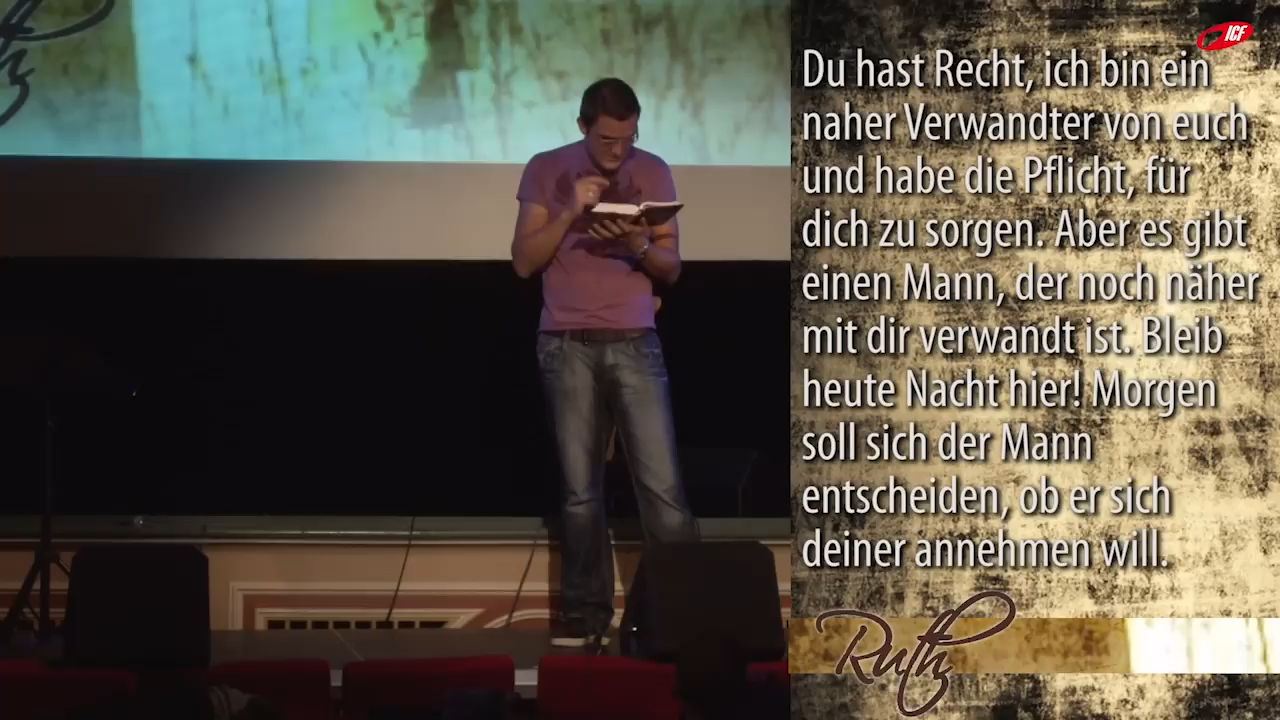 ICF
Du hast Recht, ich bin ein
naher Verwandter von euch
und habe die Pflicht, für
dich zu sorgen. Aber es gibt
einen Mann, der noch näher
mit dir verwandt ist. Bleib
heute Nacht hier! Morgen
soll sich der Mann
entscheiden, ob er sich
deiner annehmen will.
Ruth